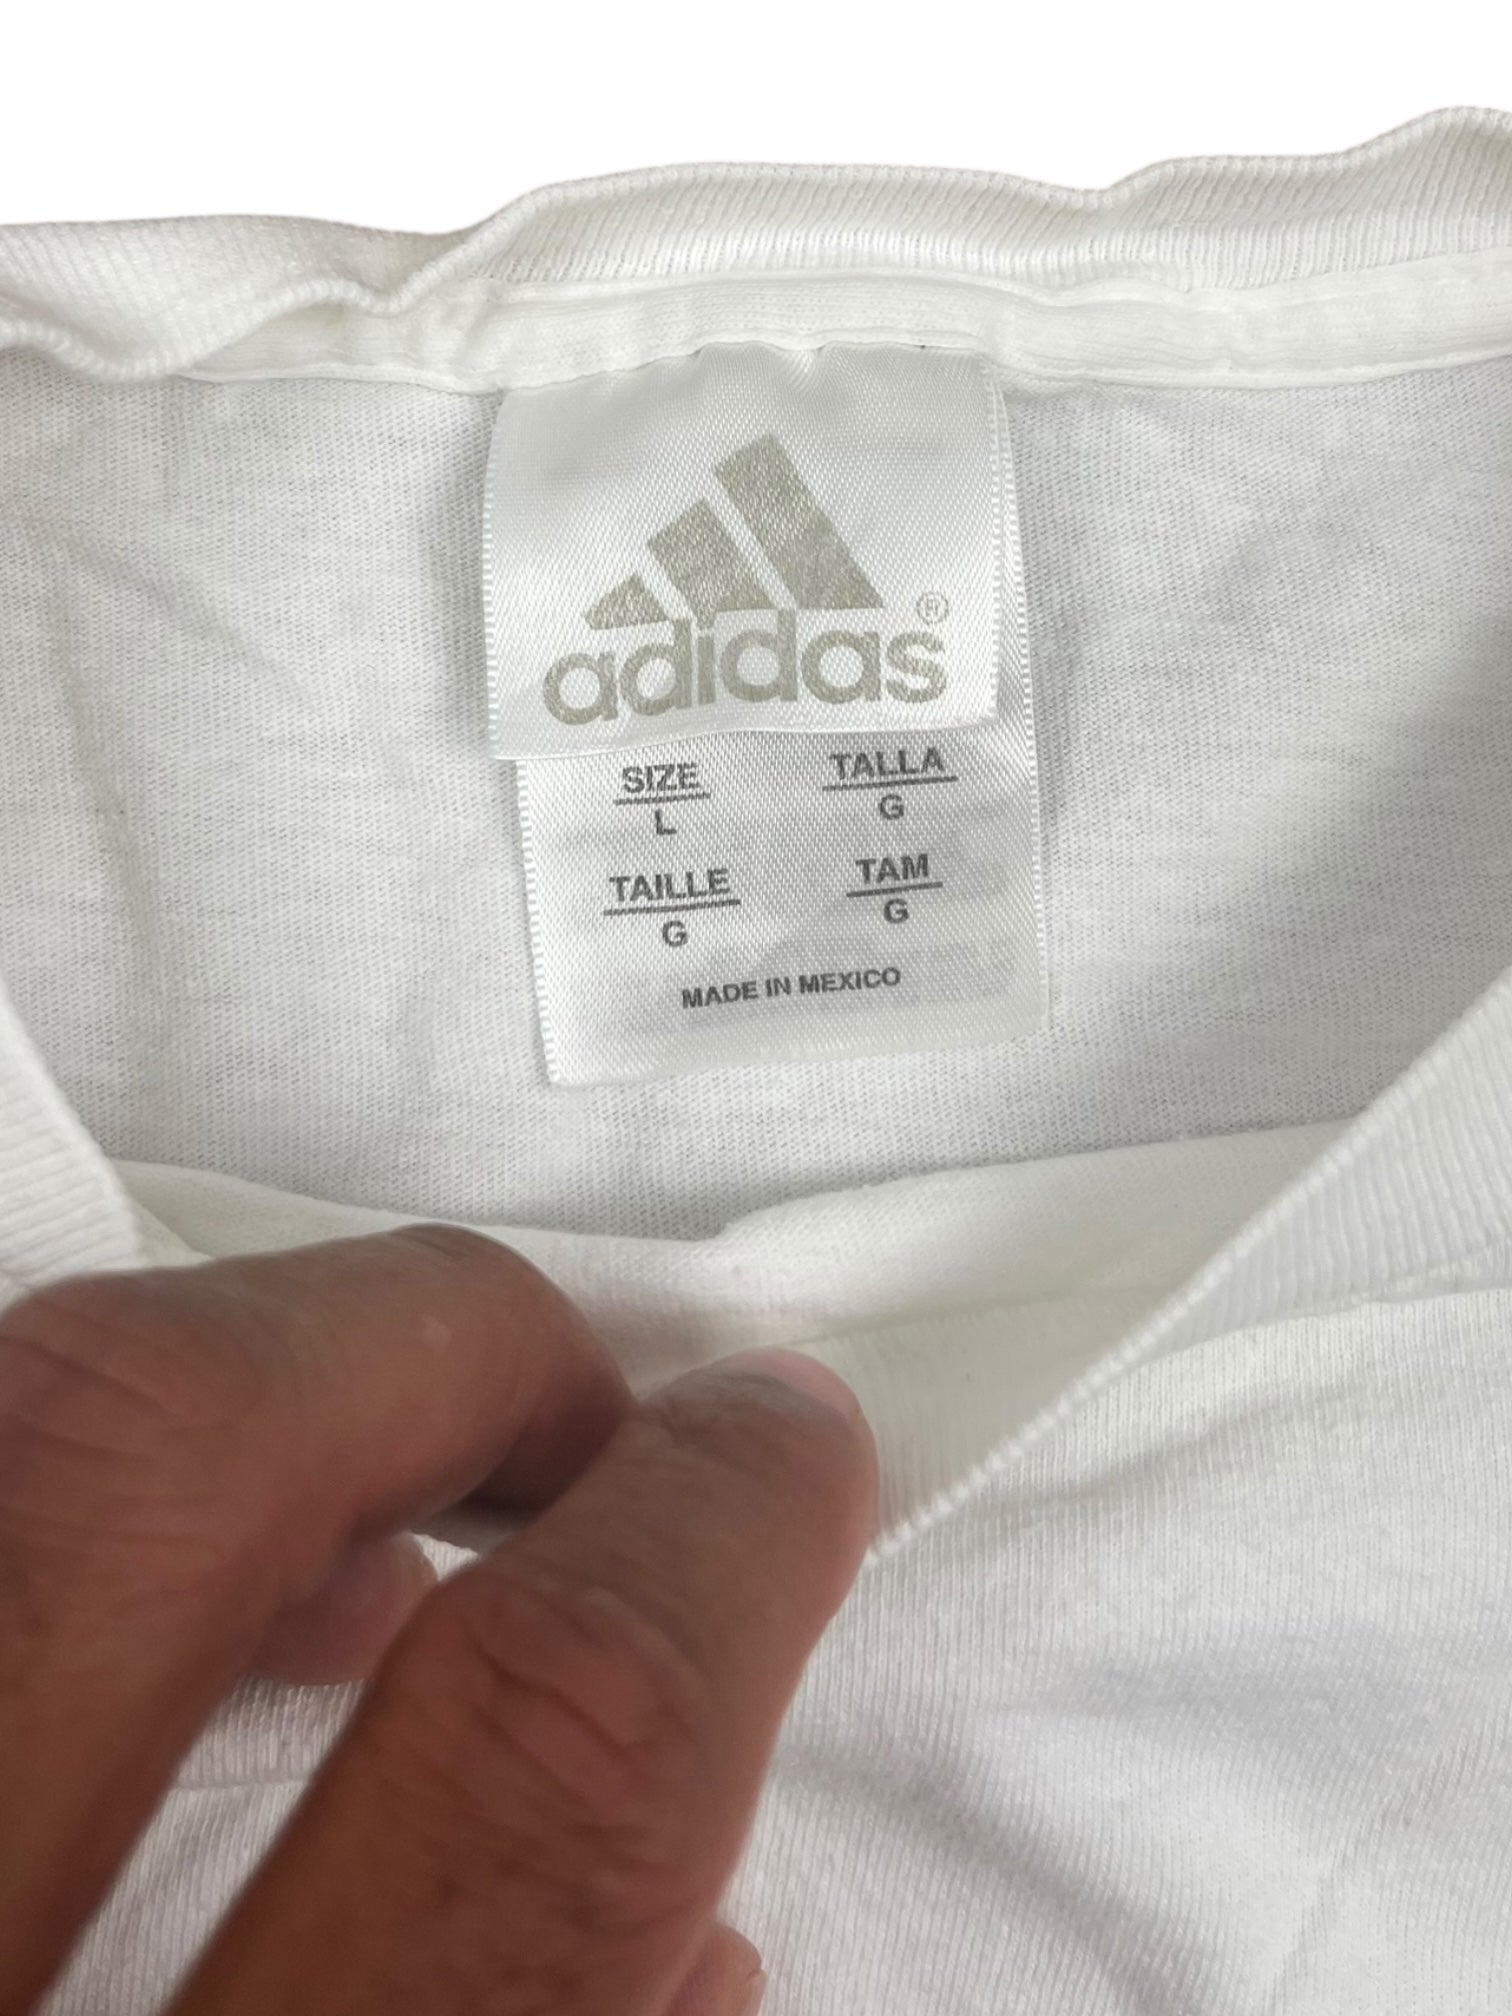 adidas®
SIZE TALLA
L G
TAILLE TAM
G G
MADE IN MEXICO